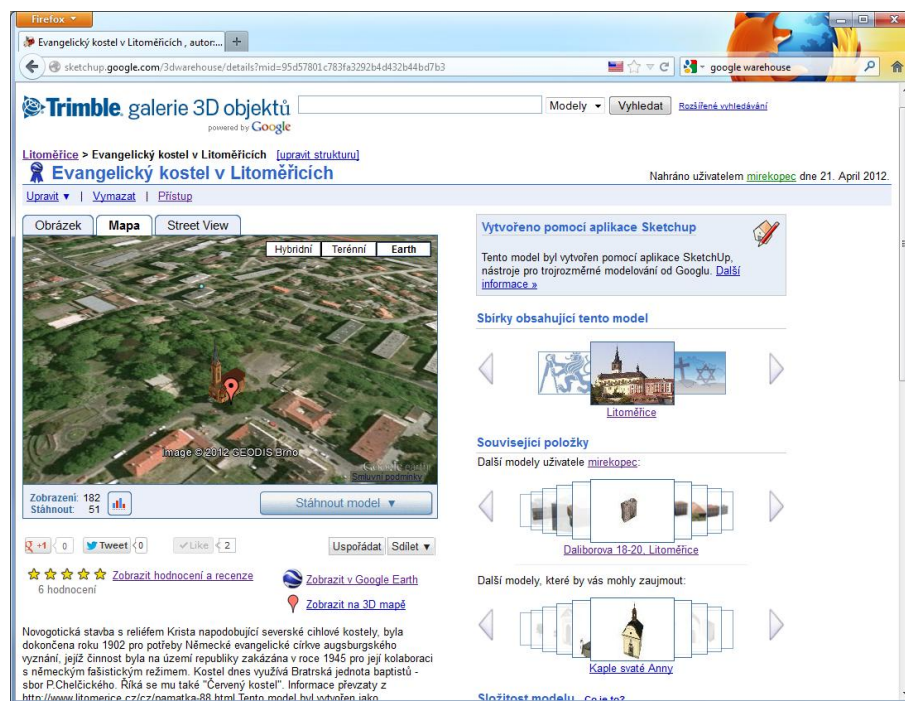 Firefox
Evangelický kostel v Litoměřicích , autor:...
sketchup.google.com/3dwarehouse/details?mid=95d57801c783fa3292b4d432b44bd7b3
google warehouse
Trimble. galerie 3D objektů
powered by Google
Modely
Vyhledat
Rozšířené vyhledávání
Litoměřice > Evangelický kostel v Litoměřicích [upravit strukturu]
Evangelický kostel v Litoměřicích
Nahráno uživatelem mirekopec dne 21. April 2012.
Upravit ▼ | Vymazat | Přístup
Obrázek
Mapa
Street View
Hybridní
Terénní
Earth
Image © 2012 GEODIS Brno
Smluvní podmínky
Zobrazení: 182
Stáhnout: 51
Stáhnout model ▼
+1
0
Tweet
0
Like
2
Uspořádat
Sdílet ▼
Zobrazit hodnocení a recenze
6 hodnocení
Zobrazit v Google Earth
Zobrazit na 3D mapě
Novogotická stavba s reliéfem Krista napodobující severské cihlové kostely, byla
dokončena roku 1902 pro potřeby Německé evangelické církve augsburgského
vyznání, jejíž činnost byla na území republiky zakázána v roce 1945 pro její kolaboraci
s německým fašistickým režimem. Kostel dnes využívá Bratrská jednota baptistů -
sbor P.Chelčického. Říká se mu také "Červený kostel". Informace převzaty z
http://www.litomerice.cz/cz/pamatka-88.html Tento model byl vytvořen jako
Vytvořeno pomocí aplikace Sketchup
Tento model byl vytvořen pomocí aplikace SketchUp,
nástroje pro trojrozměrné modelování od Googlu. Další
informace »
Sbírky obsahující tento model
Litoměřice
Související položky
Další modely uživatele mirekopec:
Daliborova 18-20, Litoměřice
Další modely, které by vás mohly zaujmout:
Kaple svaté Anny
Složitost modelu Co je to?